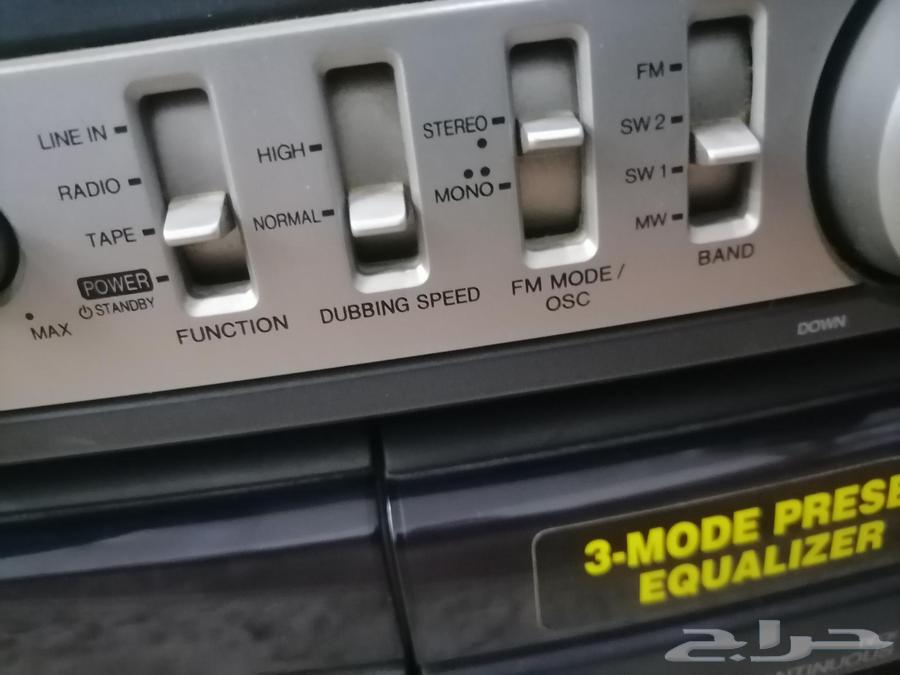 LINE IN
RADIO
TAPE
POWER
STANDBY
FUNCTION
MAX
HIGH
NORMAL
DUBBING SPEED
STEREO
MONO
FM MODE /
OSC
FM
SW 2
SW 1
MW
BAND
DOWN
3-MODE PRESE
EQUALIZER
حراج